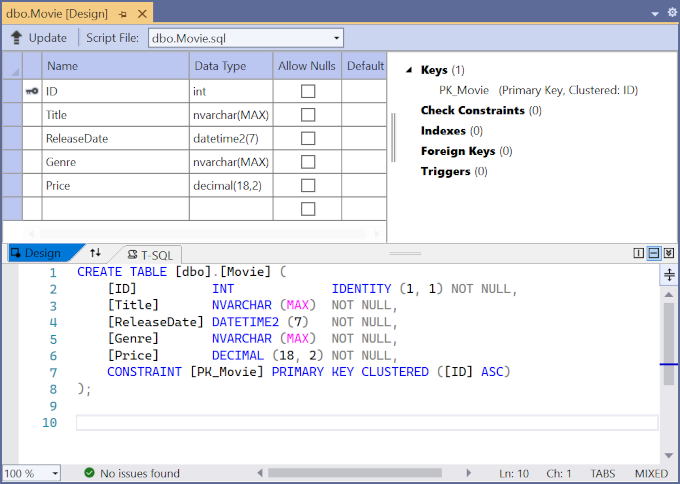 dbo.Movie [Design]
Update Script File: dbo.Movie.sql
Name Data Type Allow Nulls Default
ID int
Title nvarchar(MAX)
ReleaseDate datetime2(7)
Genre nvarchar(MAX)
Price decimal(18,2)
Keys (1)
PK_Movie (Primary Key, Clustered: ID)
Check Constraints (0)
Indexes (0)
Foreign Keys (0)
Triggers (0)
Design T-SQL
1 CREATE TABLE [dbo].[Movie] (
2 [ID] INT IDENTITY (1, 1) NOT NULL,
3 [Title] NVARCHAR (MAX) NOT NULL,
4 [ReleaseDate] DATETIME2 (7) NOT NULL,
5 [Genre] NVARCHAR (MAX) NOT NULL,
6 [Price] DECIMAL (18, 2) NOT NULL,
7 CONSTRAINT [PK_Movie] PRIMARY KEY CLUSTERED ([ID] ASC)
8 );
9
10
100 % No issues found Ln: 10 Ch: 1 TABS MIXED